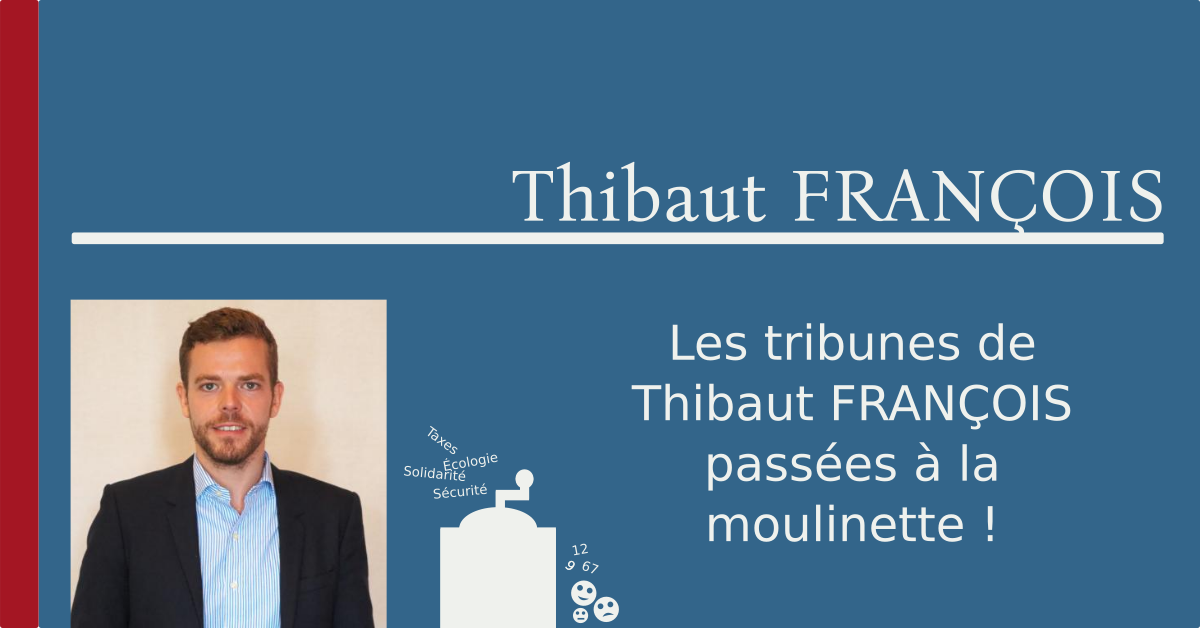 Thibaut FRANÇOIS
Les tribunes de
Thibaut FRANÇOIS
passées à la
moulinette !
Taxes
Écologie
Solidarité
Sécurité
12
9 67